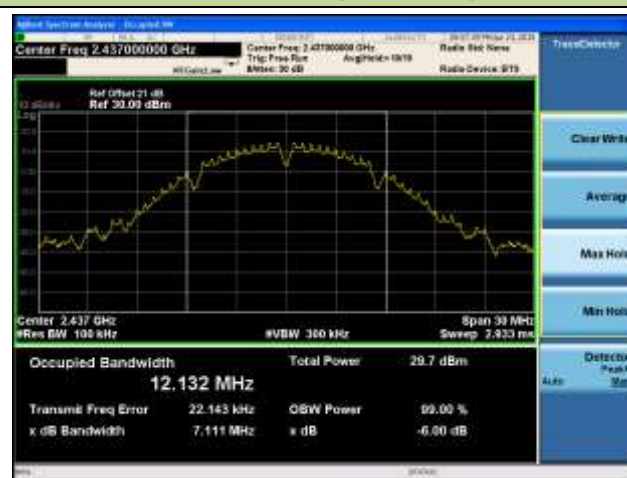 Agilent Spectrum Analyzer - Occupied BW
Center Freq 2.437000000 GHz
Center Freq: 2.437000000 GHz
Trig: Free Run Avg|Hold:> 10/10
#IFGain:Low #Atten: 30 dB
Radio Std: None
Radio Device: BTS
Trace/Detector
Ref Offset 21 dB
Ref 30.00 dBm
Log
Clear Write
Average
Max Hold
Min Hold
Center 2.437 GHz Span 30 MHz
#Res BW 100 kHz #VBW 300 kHz Sweep 2.933 ms
Occupied Bandwidth Total Power 29.7 dBm
12.132 MHz
Transmit Freq Error 22.143 kHz OBW Power 99.00 %
x dB Bandwidth 7.111 MHz x dB -6.00 dB
Detector
Auto